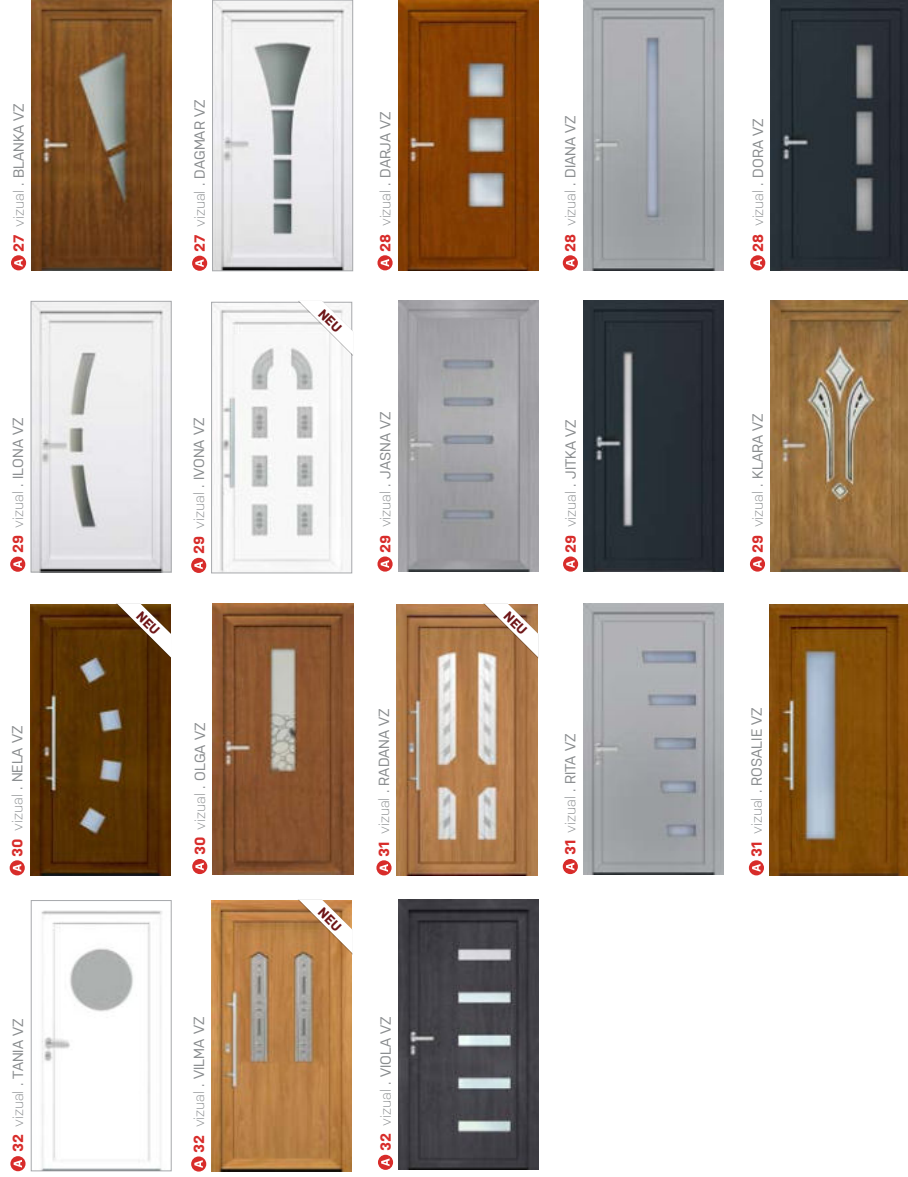 A 27 vizual . BLANKA VZ
A 27 vizual . DAGMAR VZ
A 28 vizual . DARJA VZ
A 28 vizual . DIANA VZ
A 28 vizual . DORA VZ
A 29 vizual . ILONA VZ
A 29 vizual . IVONA VZ
NEU
A 29 vizual . JASNA VZ
A 29 vizual . JITKA VZ
A 29 vizual . KLARA VZ
A 30 vizual . NELA VZ
NEU
A 30 vizual . OLGA VZ
A 31 vizual . RADANA VZ
NEU
A 31 vizual . RITA VZ
A 31 vizual . ROSALIE VZ
A 32 vizual . TANIA VZ
A 32 vizual . VILMA VZ
NEU
A 32 vizual . VIOLA VZ